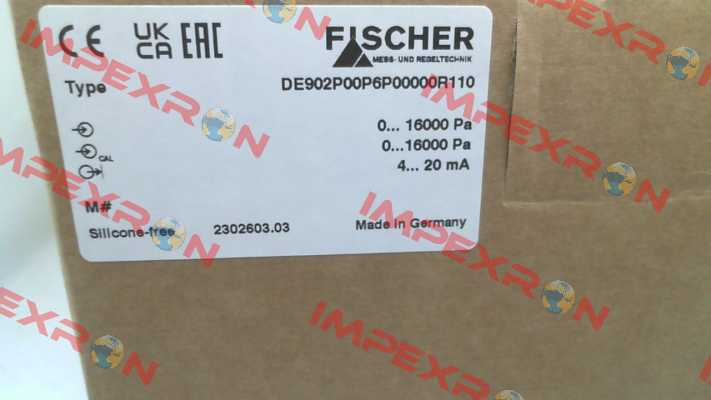 CE UK CA EAC
FISCHER
MESS- UND REGELTECHNIK
Type DE902P00P6P00000R110
0... 16000 Pa
CAL 0...16000 Pa
4... 20 mA
M#
Silicone-free 2302603.03 Made in Germany
IMPEXRON
IMPEXRON
IMPEXRON
IMPEXRON
IMPEXRON